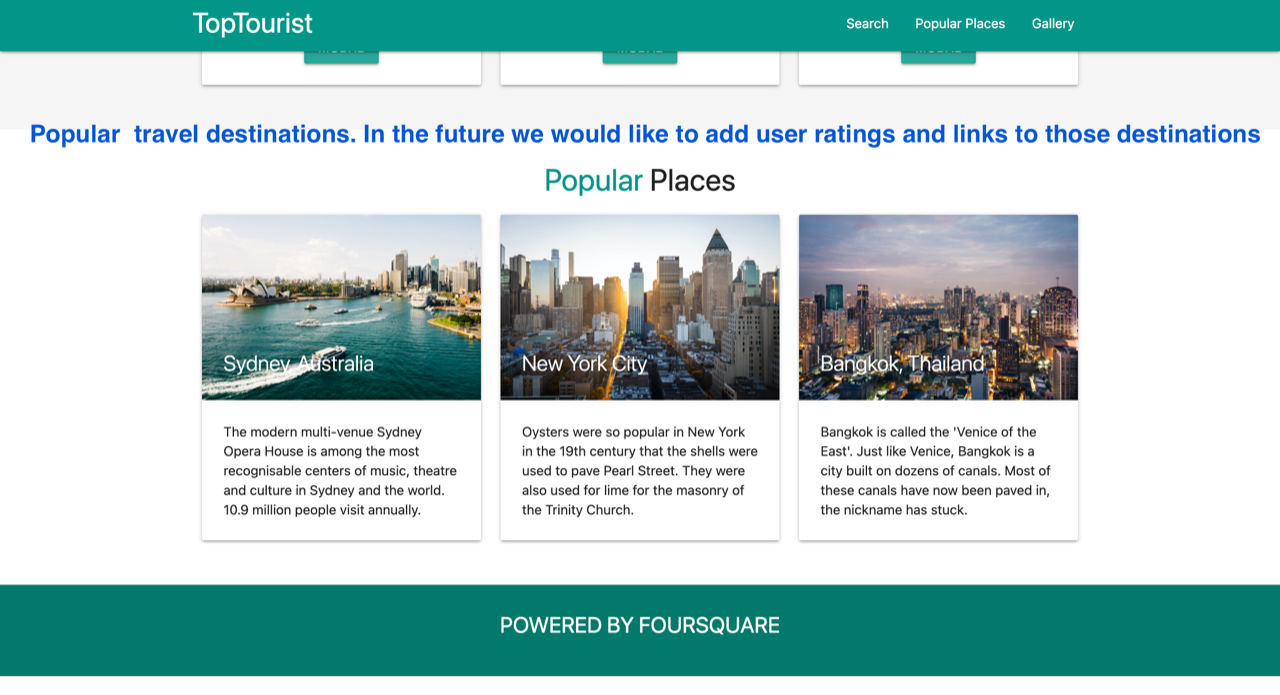 TopTourist
Search Popular Places Gallery
Popular  travel destinations. In the future we would like to add user ratings and links to those destinations
Popular Places
Sydney, Australia
New York City
Bangkok, Thailand
The modern multi-venue Sydney
Opera House is among the most
recognisable centers of music, theatre
and culture in Sydney and the world.
10.9 million people visit annually.
Oysters were so popular in New York
in the 19th century that the shells were
used to pave Pearl Street. They were
also used for lime for the masonry of
the Trinity Church.
Bangkok is called the 'Venice of the
East'. Just like Venice, Bangkok is a
city built on dozens of canals. Most of
these canals have now been paved in,
the nickname has stuck.
POWERED BY FOURSQUARE